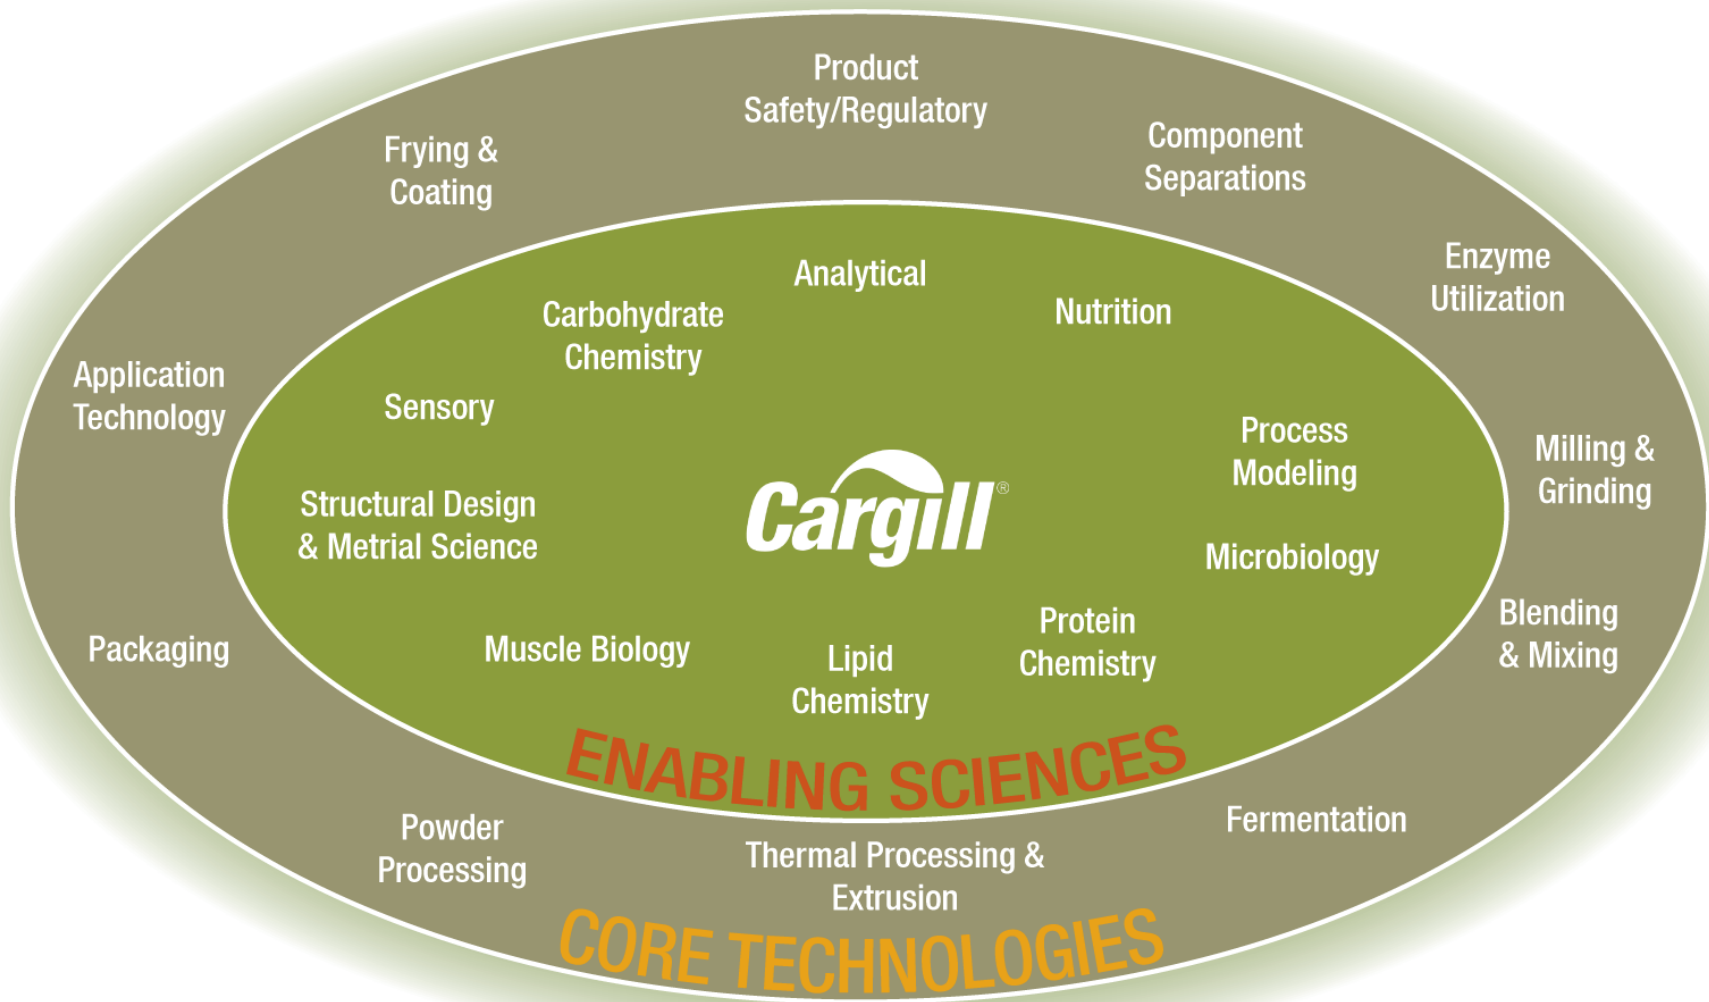 Product
Safety/Regulatory
Component
Separations
Frying &
Coating
Enzyme
Utilization
Application
Technology
Milling &
Grinding
Packaging
Blending
& Mixing
Powder
Processing
Thermal Processing &
Extrusion
Fermentation
CORE TECHNOLOGIES
Analytical
Carbohydrate
Chemistry
Nutrition
Sensory
Process
Modeling
Structural Design
& Metrial Science
Cargill®
Microbiology
Muscle Biology
Lipid
Chemistry
Protein
Chemistry
ENABLING SCIENCES